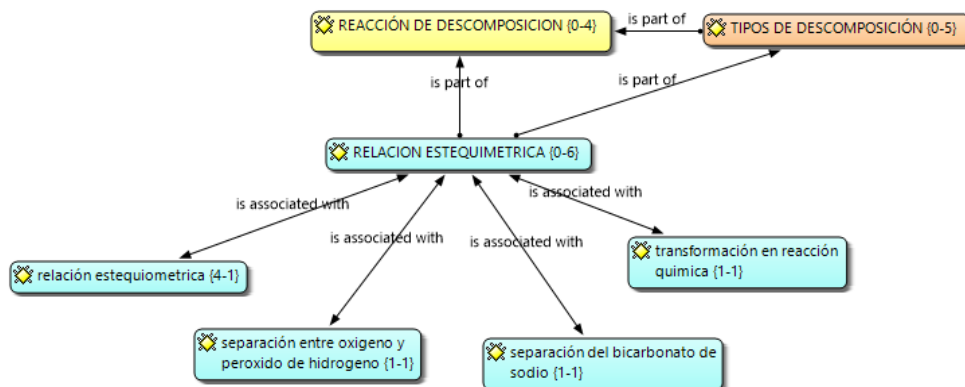 REACCIÓN DE DESCOMPOSICION {0-4}
is part of
TIPOS DE DESCOMPOSICIÓN {0-5}
is part of
is part of
RELACION ESTEQUIMETRICA {0-6}
is associated with
is associated with
is associated with
is associated with
relación estequiometrica {4-1}
transformación en reacción
quimica {1-1}
separación entre oxigeno y
peroxido de hidrogeno {1-1}
separación del bicarbonato de
sodio {1-1}